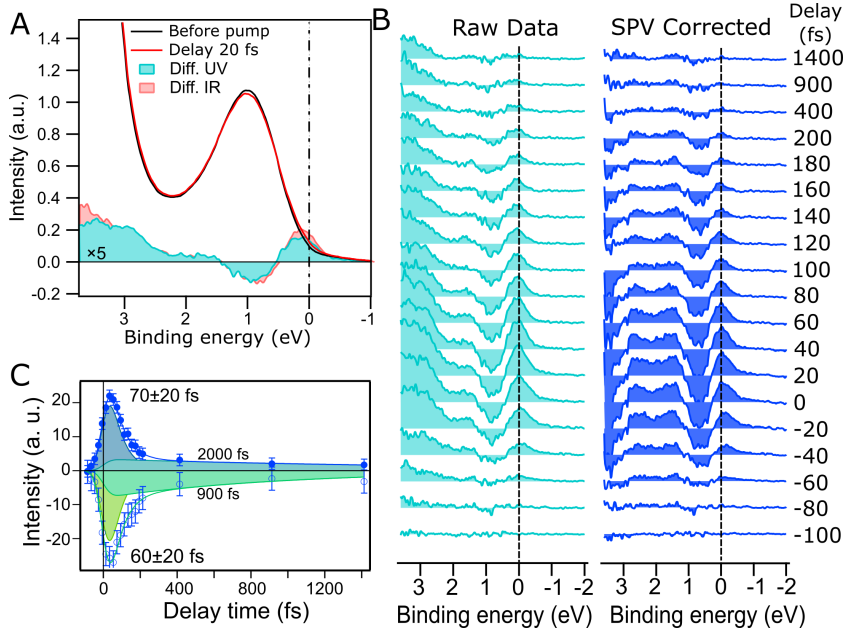 A
Before pump
Delay 20 fs
Diff. UV
Diff. IR
×5
1.4
1.2
1.0
0.8
0.6
0.4
0.2
0.0
-0.2
Intensity (a.u.)
3 2 1 0 -1
Binding energy (eV)
B
Raw Data SPV Corrected Delay
(fs)
1400
900
400
200
180
160
140
120
100
80
60
40
20
0
-20
-40
-60
-80
-100
3 2 1 0 -1 -2 3 2 1 0 -1 -2
Binding energy (eV) Binding energy (eV)
C
70±20 fs
2000 fs
900 fs
60±20 fs
20
10
0
-10
-20
Intensity (a. u.)
0 400 800 1200
Delay time (fs)